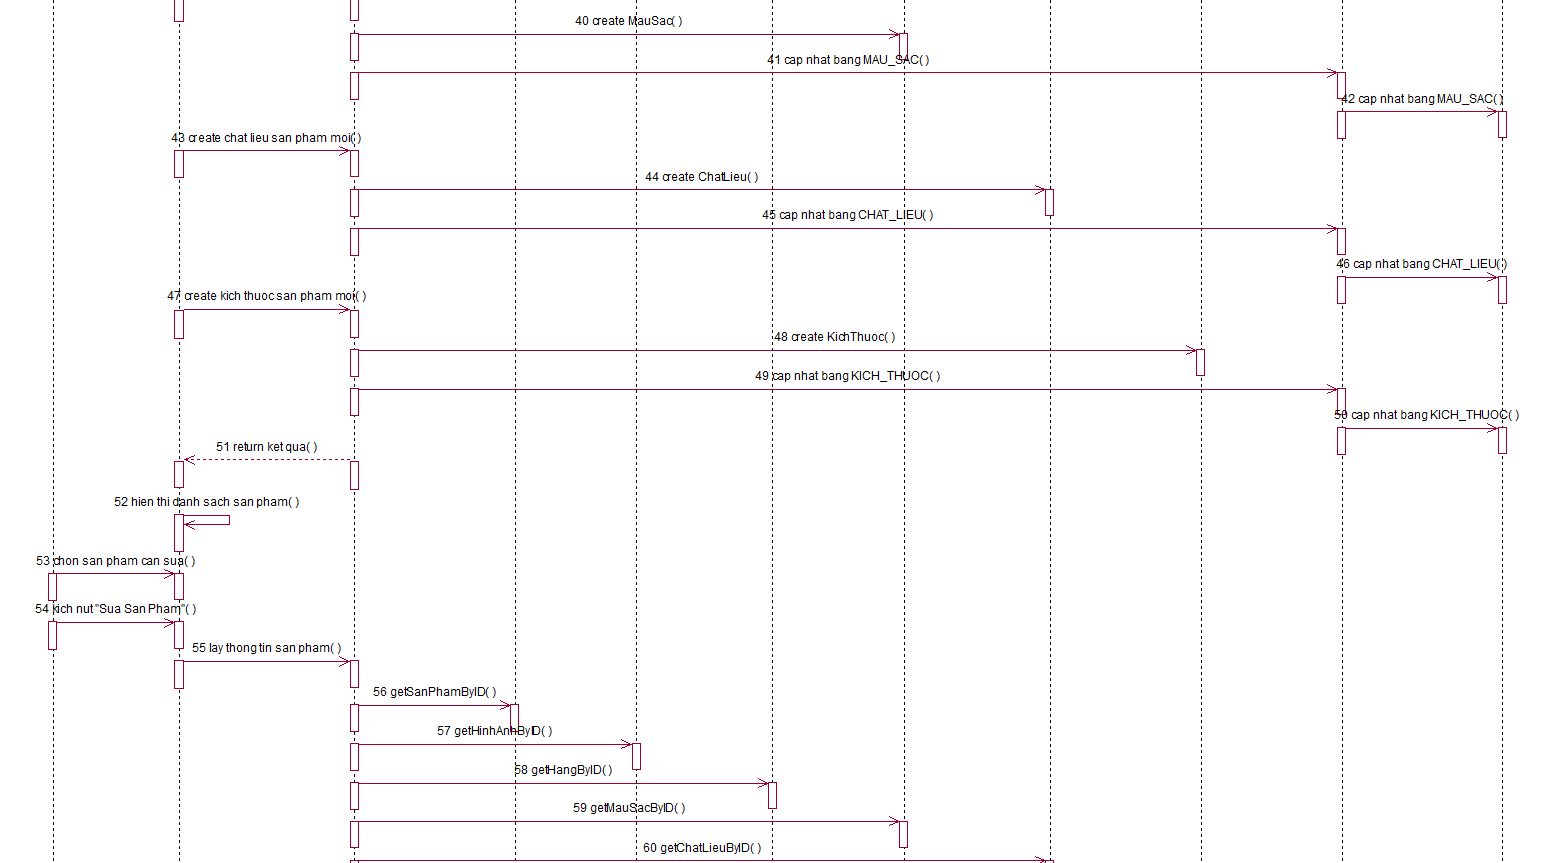 40 create MauSac( )
41 cap nhat bang MAU_SAC( )
42 cap nhat bang MAU_SAC( )
43 create chat lieu san pham moi( )
44 create ChatLieu( )
45 cap nhat bang CHAT_LIEU( )
46 cap nhat bang CHAT_LIEU( )
47 create kich thuoc san pham moi( )
48 create KichThuoc( )
49 cap nhat bang KICH_THUOC( )
50 cap nhat bang KICH_THUOC( )
51 return ket qua( )
52 hien thi danh sach san pham( )
53 chon san pham can sua( )
54 kich nut "Sua San Pham"( )
55 lay thong tin san pham( )
56 getSanPhamByID( )
57 getHinhAnhByID( )
58 getHangByID( )
59 getMauSacByID( )
60 getChatLieuByID( )